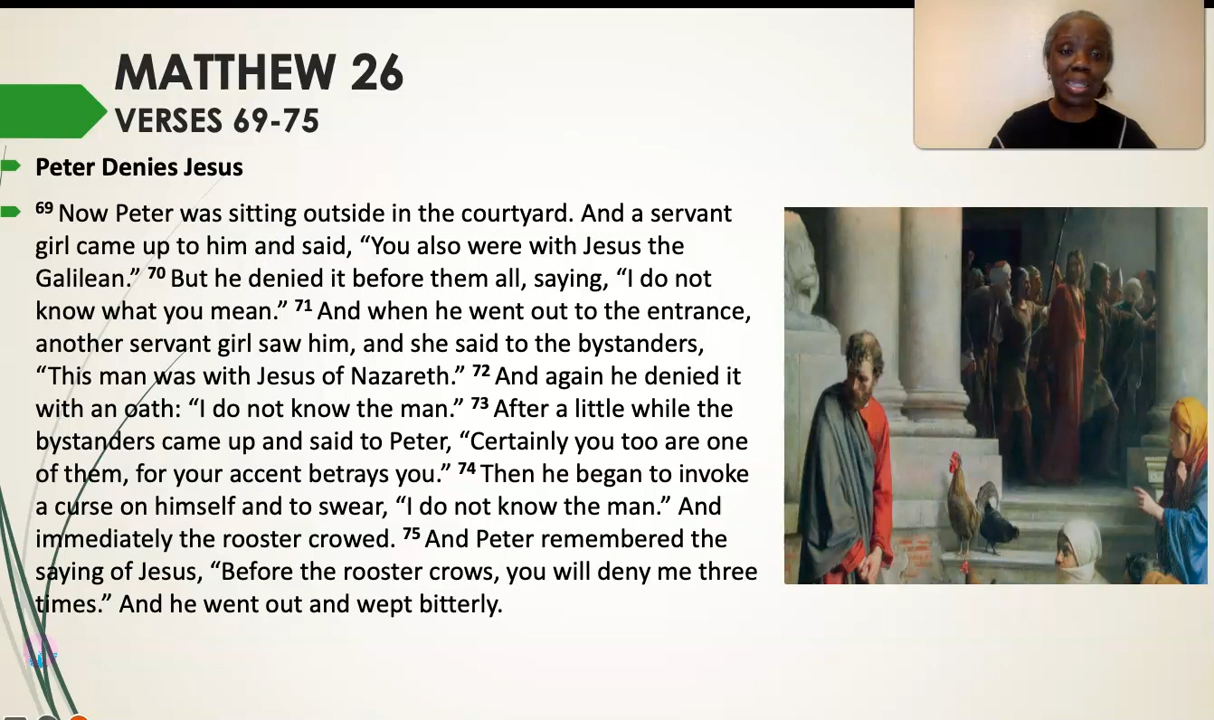 MATTHEW 26
VERSES 69-75
Peter Denies Jesus
69 Now Peter was sitting outside in the courtyard. And a servant
girl came up to him and said, “You also were with Jesus the
Galilean.” 70 But he denied it before them all, saying, “I do not
know what you mean.” 71 And when he went out to the entrance,
another servant girl saw him, and she said to the bystanders,
“This man was with Jesus of Nazareth.” 72 And again he denied it
with an oath: “I do not know the man.” 73 After a little while the
bystanders came up and said to Peter, “Certainly you too are one
of them, for your accent betrays you.” 74 Then he began to invoke
a curse on himself and to swear, “I do not know the man.” And
immediately the rooster crowed. 75 And Peter remembered the
saying of Jesus, “Before the rooster crows, you will deny me three
times.” And he went out and wept bitterly.